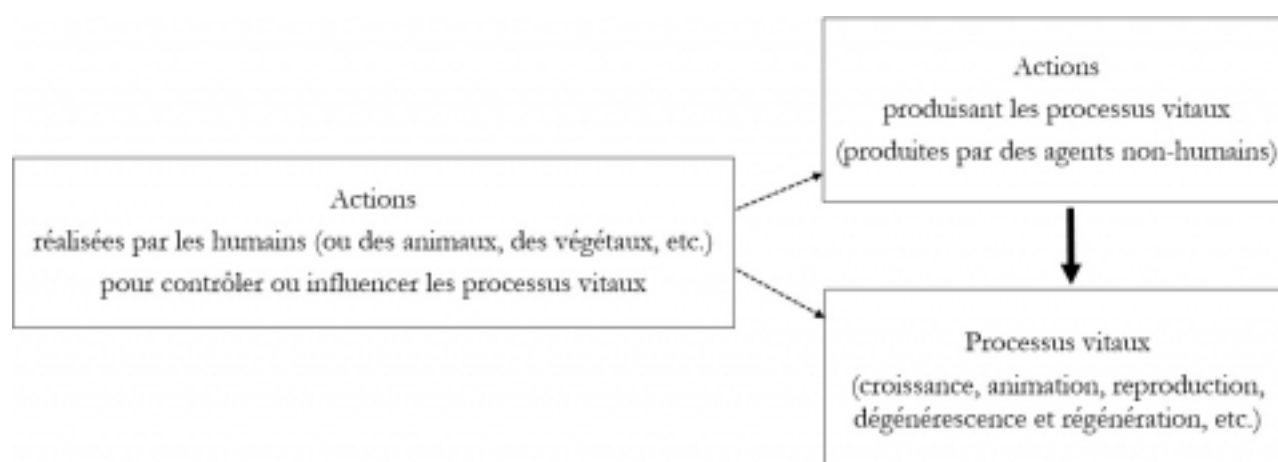 Actions
produisant les processus vitaux
(produites par des agents non-humains)
Actions
réalisées par les humains (ou des animaux, des végétaux, etc.)
pour contrôler ou influencer les processus vitaux
Processus vitaux
(croissance, animation, reproduction,
dégénérescence et régénération, etc.)